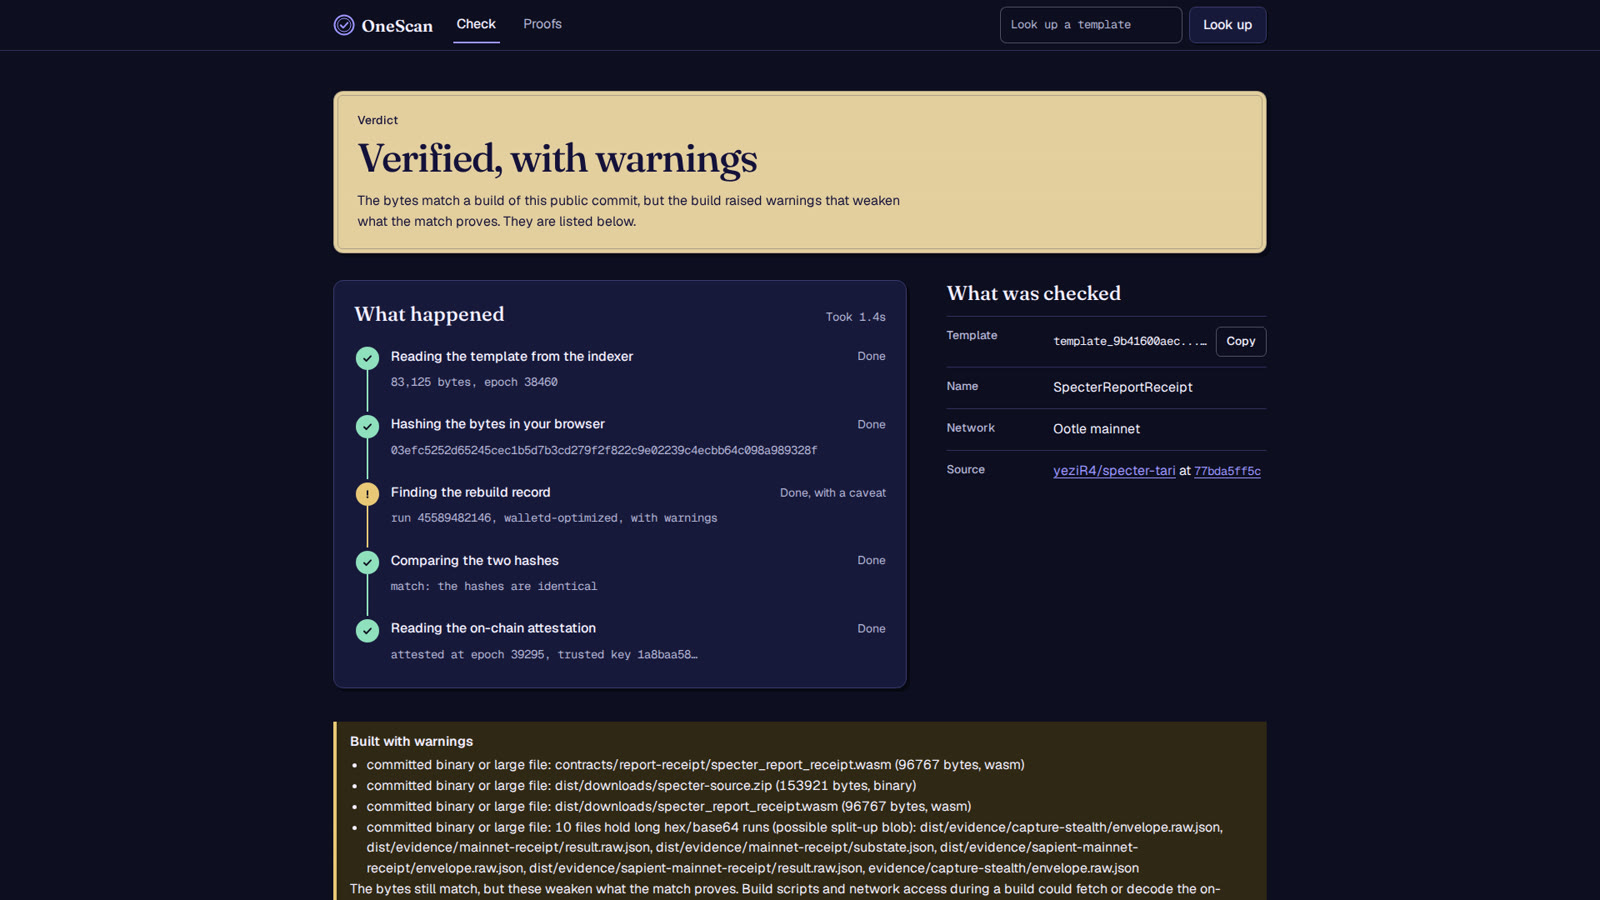 OneScan
Check
Proofs
Look up a template
Look up
Verdict
Verified, with warnings
The bytes match a build of this public commit, but the build raised warnings that weaken
what the match proves. They are listed below.
What happened
Took 1.4s
Reading the template from the indexer
Done
83,125 bytes, epoch 38460
Hashing the bytes in your browser
Done
03efc5252d65245cec1b5d7b3cd279f2f822c9e02239c4ecbb64c098a989328f
Finding the rebuild record
Done, with a caveat
run 45589482146, walletd-optimized, with warnings
Comparing the two hashes
Done
match: the hashes are identical
Reading the on-chain attestation
Done
attested at epoch 39295, trusted key 1a8baa58…
What was checked
Template
template_9b41600aec...…
Copy
Name
SpecterReportReceipt
Network
Ootle mainnet
Source
yeziR4/specter-tari at 77bda5ff5c
Built with warnings
• committed binary or large file: contracts/report-receipt/specter_report_receipt.wasm (96767 bytes, wasm)
• committed binary or large file: dist/downloads/specter-source.zip (153921 bytes, binary)
• committed binary or large file: dist/downloads/specter_report_receipt.wasm (96767 bytes, wasm)
• committed binary or large file: 10 files hold long hex/base64 runs (possible split-up blob): dist/evidence/capture-stealth/envelope.raw.json,
dist/evidence/mainnet-receipt/result.raw.json, dist/evidence/mainnet-receipt/substate.json, dist/evidence/sapient-mainnet-
receipt/envelope.raw.json, dist/evidence/sapient-mainnet-receipt/result.raw.json, evidence/capture-stealth/envelope.raw.json
The bytes still match, but these weaken what the match proves. Build scripts and network access during a build could fetch or decode the on-